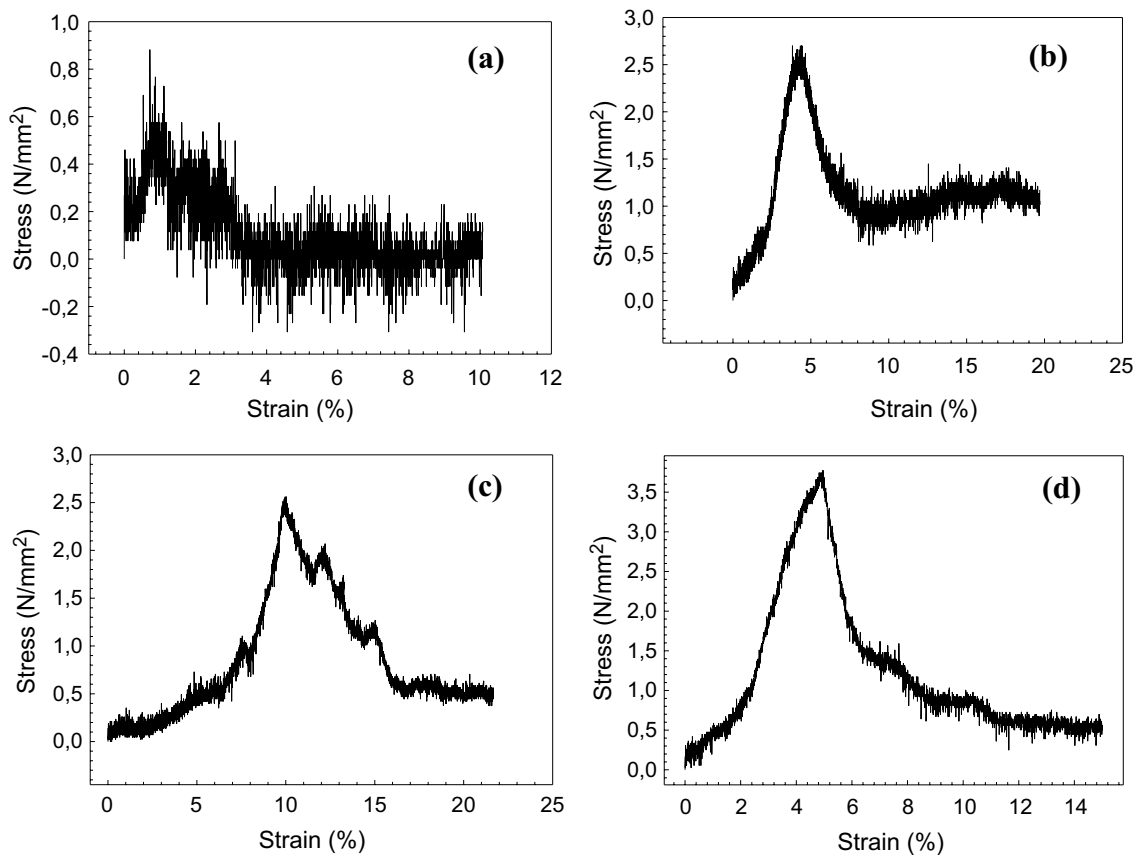 (a)
Stress (N/mm²)
1,0
0,8
0,6
0,4
0,2
0,0
-0,2
-0,4
0 2 4 6 8 10 12
Strain (%)
(b)
Stress (N/mm²)
3,0
2,5
2,0
1,5
1,0
0,5
0,0
0 5 10 15 20 25
Strain (%)
(c)
Stress (N/mm²)
3,0
2,5
2,0
1,5
1,0
0,5
0,0
0 5 10 15 20 25
Strain (%)
(d)
Stress (N/mm²)
3,5
3,0
2,5
2,0
1,5
1,0
0,5
0,0
0 2 4 6 8 10 12 14
Strain (%)